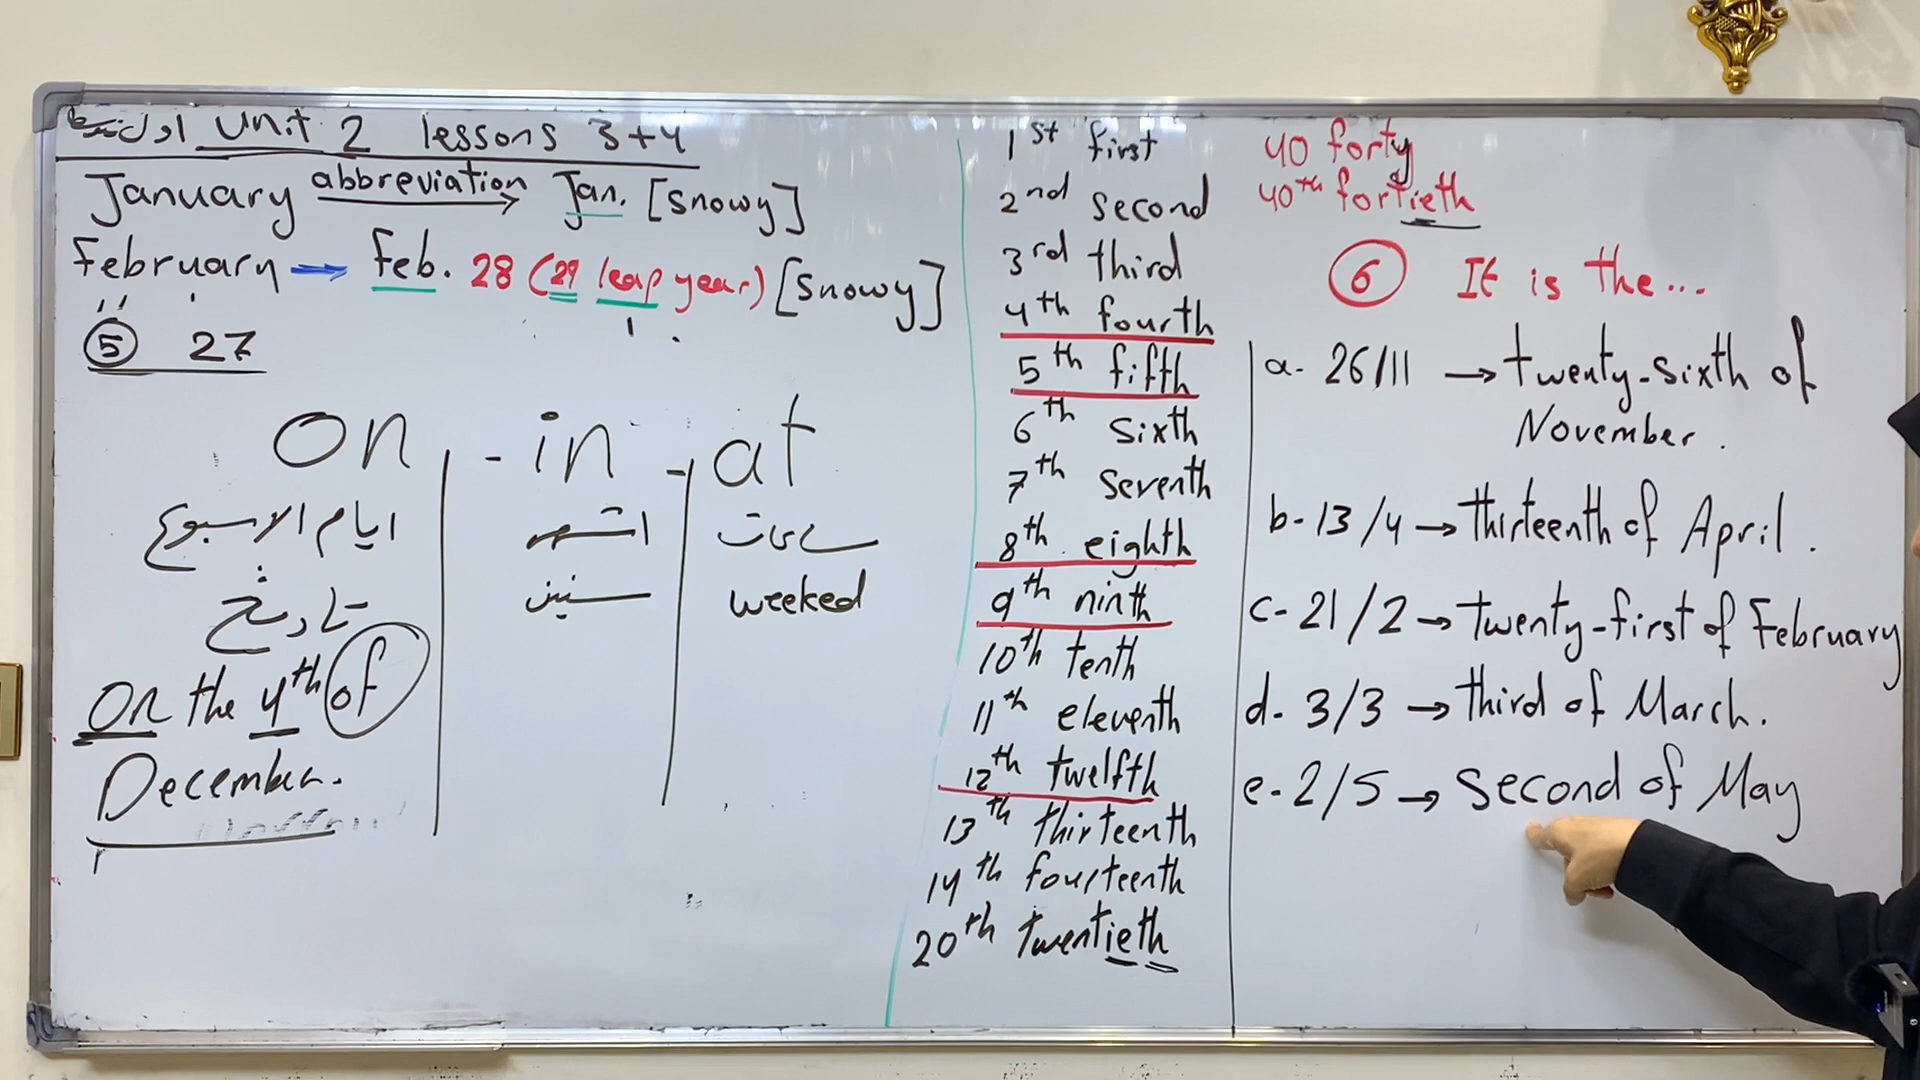 اول Unit 2 lessons 3+4
January abbreviation → Jan. [Snowy]
February → Feb. 28 (29 leap year) [Snowy]
5 27
on - in - at
ايام الاسبوع
تاريخ
on the 4th of
December.
اشهر
سنين
ساعات
weeked
1st first
2nd second
3rd third
4th fourth
5th fifth
6th sixth
7th seventh
8th eighth
9th ninth
10th tenth
11th eleventh
12th twelfth
13th thirteenth
14th fourteenth
20th twentieth
40 forty
40th fortieth
6 It is the...
a- 26/11 → twenty-sixth of
November.
b- 13/4 → thirteenth of April.
c- 21/2 → twenty-first of February
d- 3/3 → third of March.
e- 2/5 → second of May